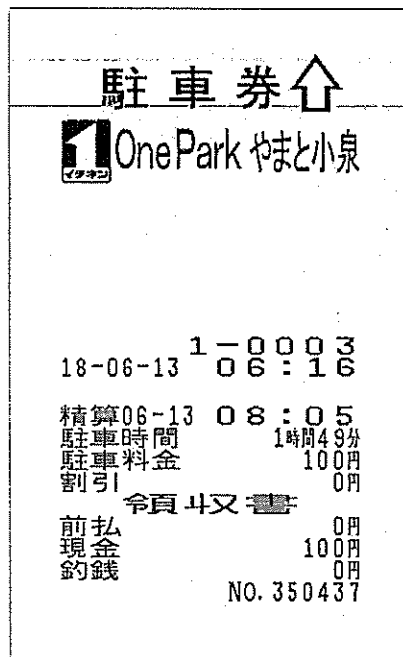 駐車券⇧
1 イチネン OnePark やまと小泉
1-0003
18-06-13 06:16
精算06-13 08:05
駐車時間 1時間49分
駐車料金 100円
割引 0円
領収書
前払 0円
現金 100円
釣銭 0円
NO.350437